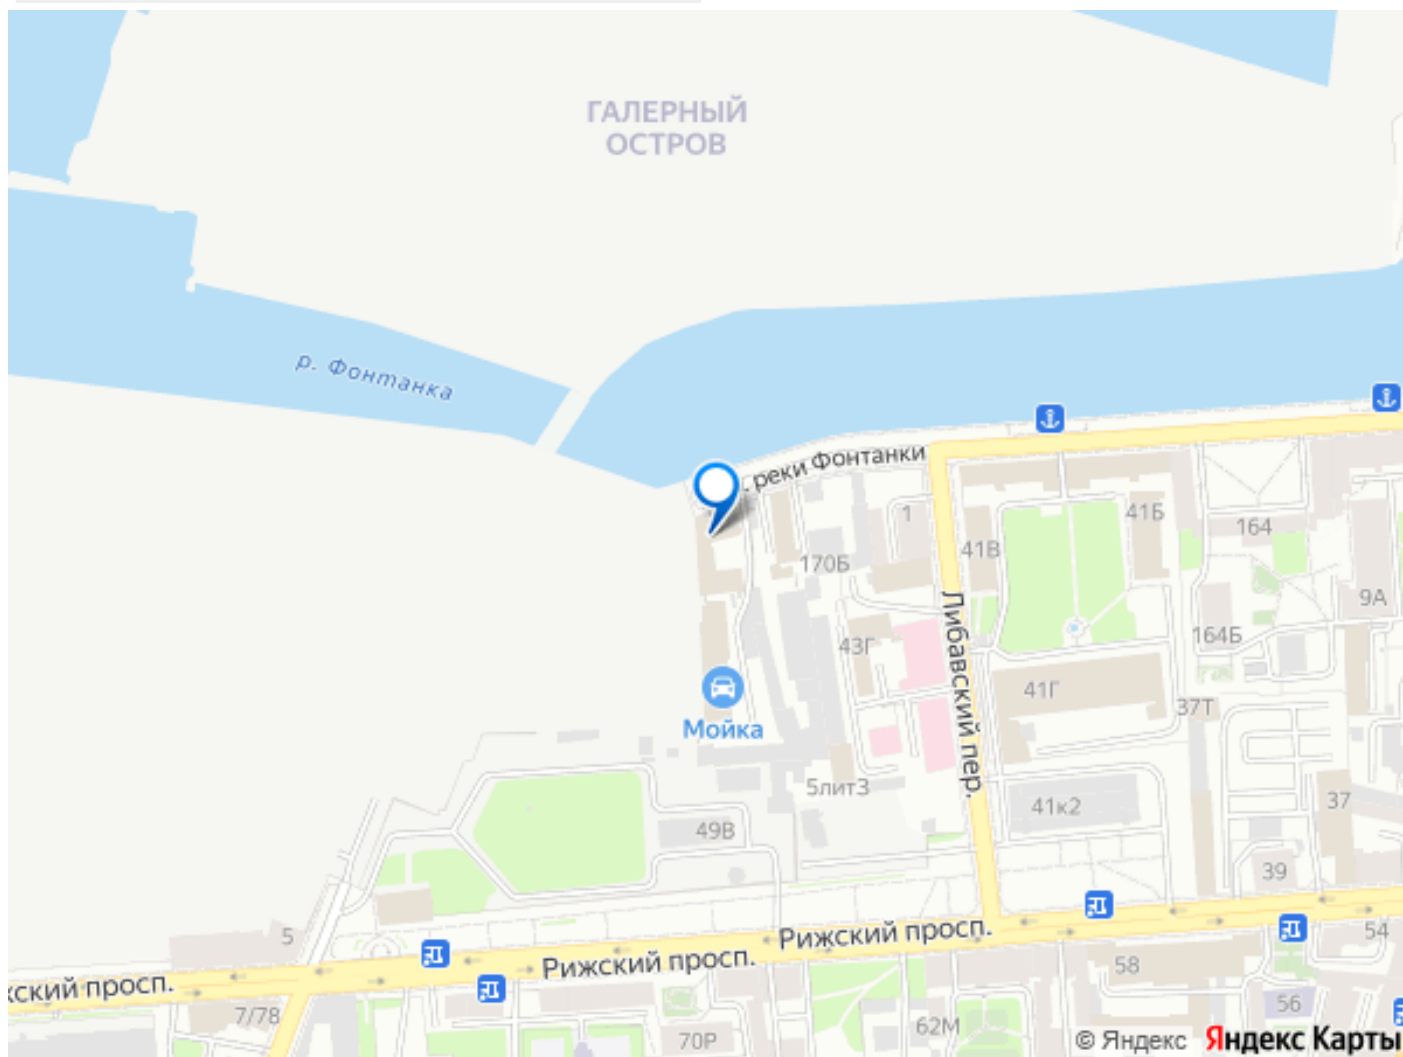 ГАЛЕРНЫЙ
ОСТРОВ
р. Фонтанка
. реки Фонтанки
1
41В
41Б
164
170Б
9А
Либавский пер.
164Б
43Г
41Г
37Т
Мойка
5литЗ
41к2
37
49В
39
5
Рижский просп.
54
Рижский просп.
жский просп.
58
7/78
56
62М
70Р
© Яндекс
Яндекс Карты